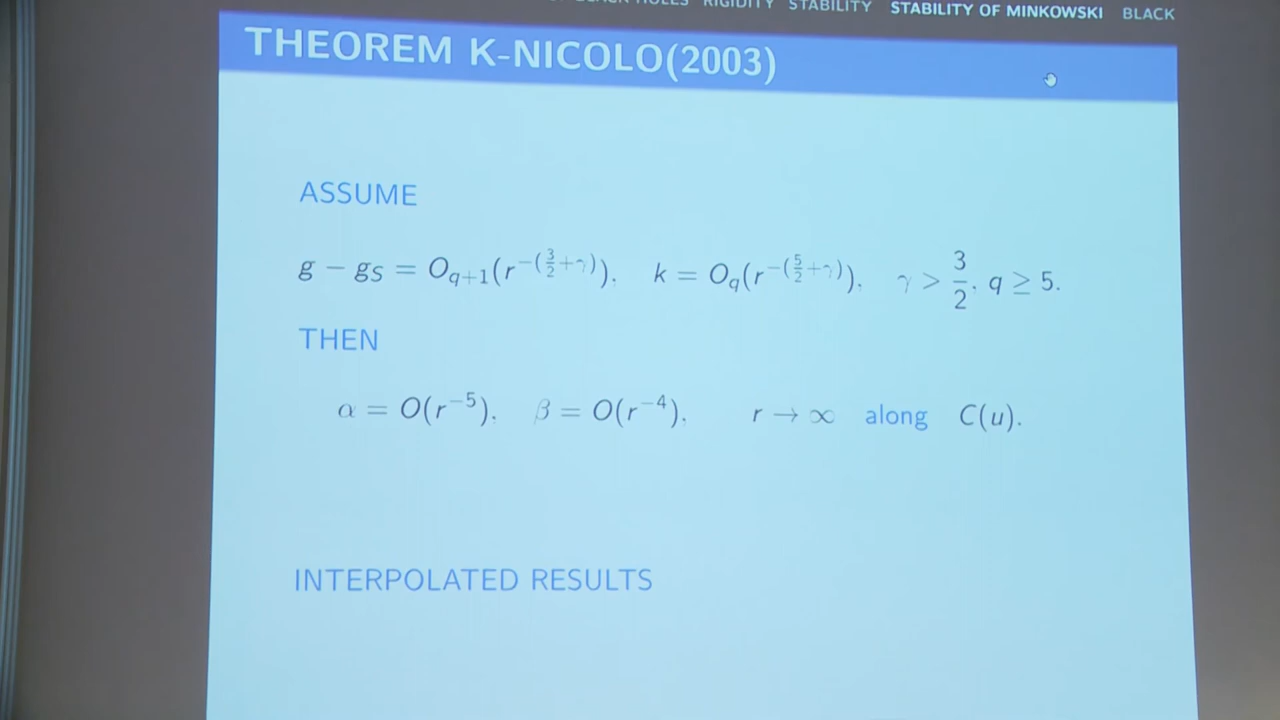 BLACK HOLES RIGIDITY STABILITY STABILITY OF MINKOWSKI BLACK
THEOREM K-NICOLO(2003)
ASSUME
g − g_S = O_{q+1}(r^{−(3/2+γ)}), k = O_q(r^{−(5/2+γ)}), γ > 3/2, q ≥ 5.
THEN
α = O(r^{−5}), β = O(r^{−4}), r → ∞ along C(u).
INTERPOLATED RESULTS